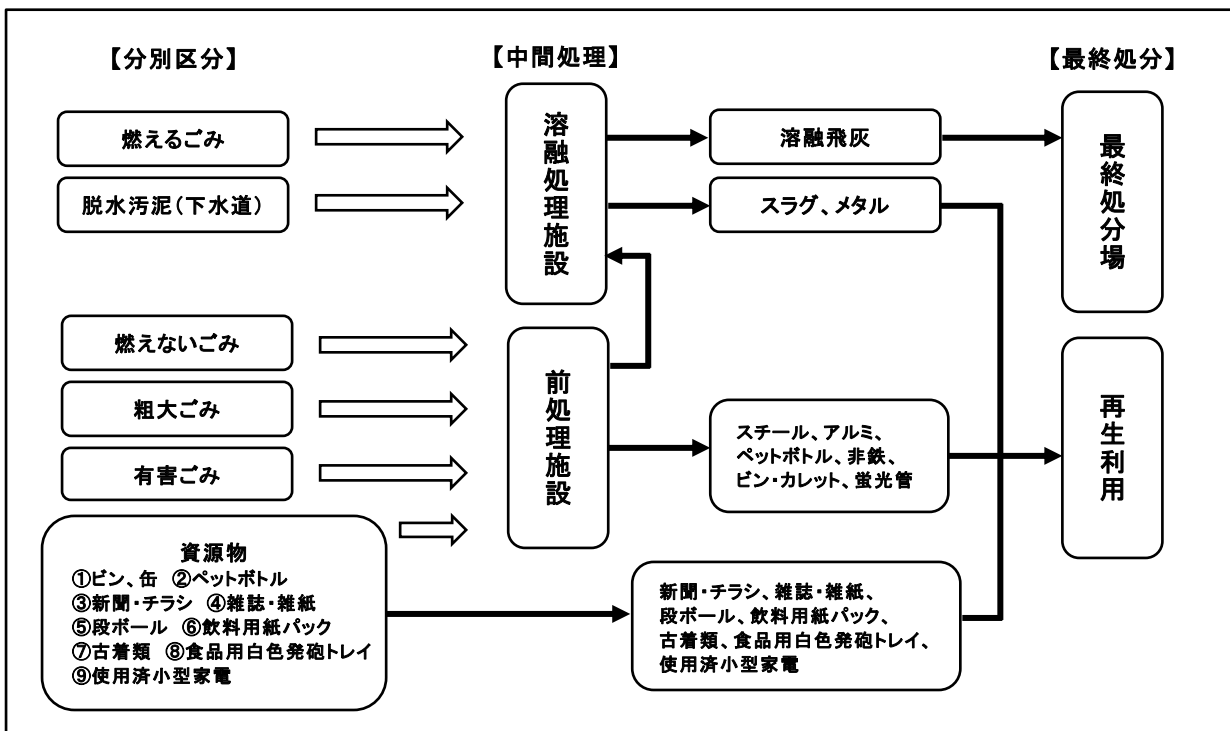 【分別区分】
【中間処理】
【最終処分】
燃えるごみ
脱水汚泥(下水道)
溶融処理施設
溶融飛灰
スラグ、メタル
最終処分場
燃えないごみ
粗大ごみ
有害ごみ
前処理施設
スチール、アルミ、
ペットボトル、非鉄、
ビン・カレット、蛍光管
再生利用
資源物
①ビン、缶 ②ペットボトル
③新聞・チラシ ④雑誌・雑紙
⑤段ボール ⑥飲料用紙パック
⑦古着類 ⑧食品用白色発砲トレイ
⑨使用済小型家電
新聞・チラシ、雑誌・雑紙、
段ボール、飲料用紙パック、
古着類、食品用白色発砲トレイ、
使用済小型家電